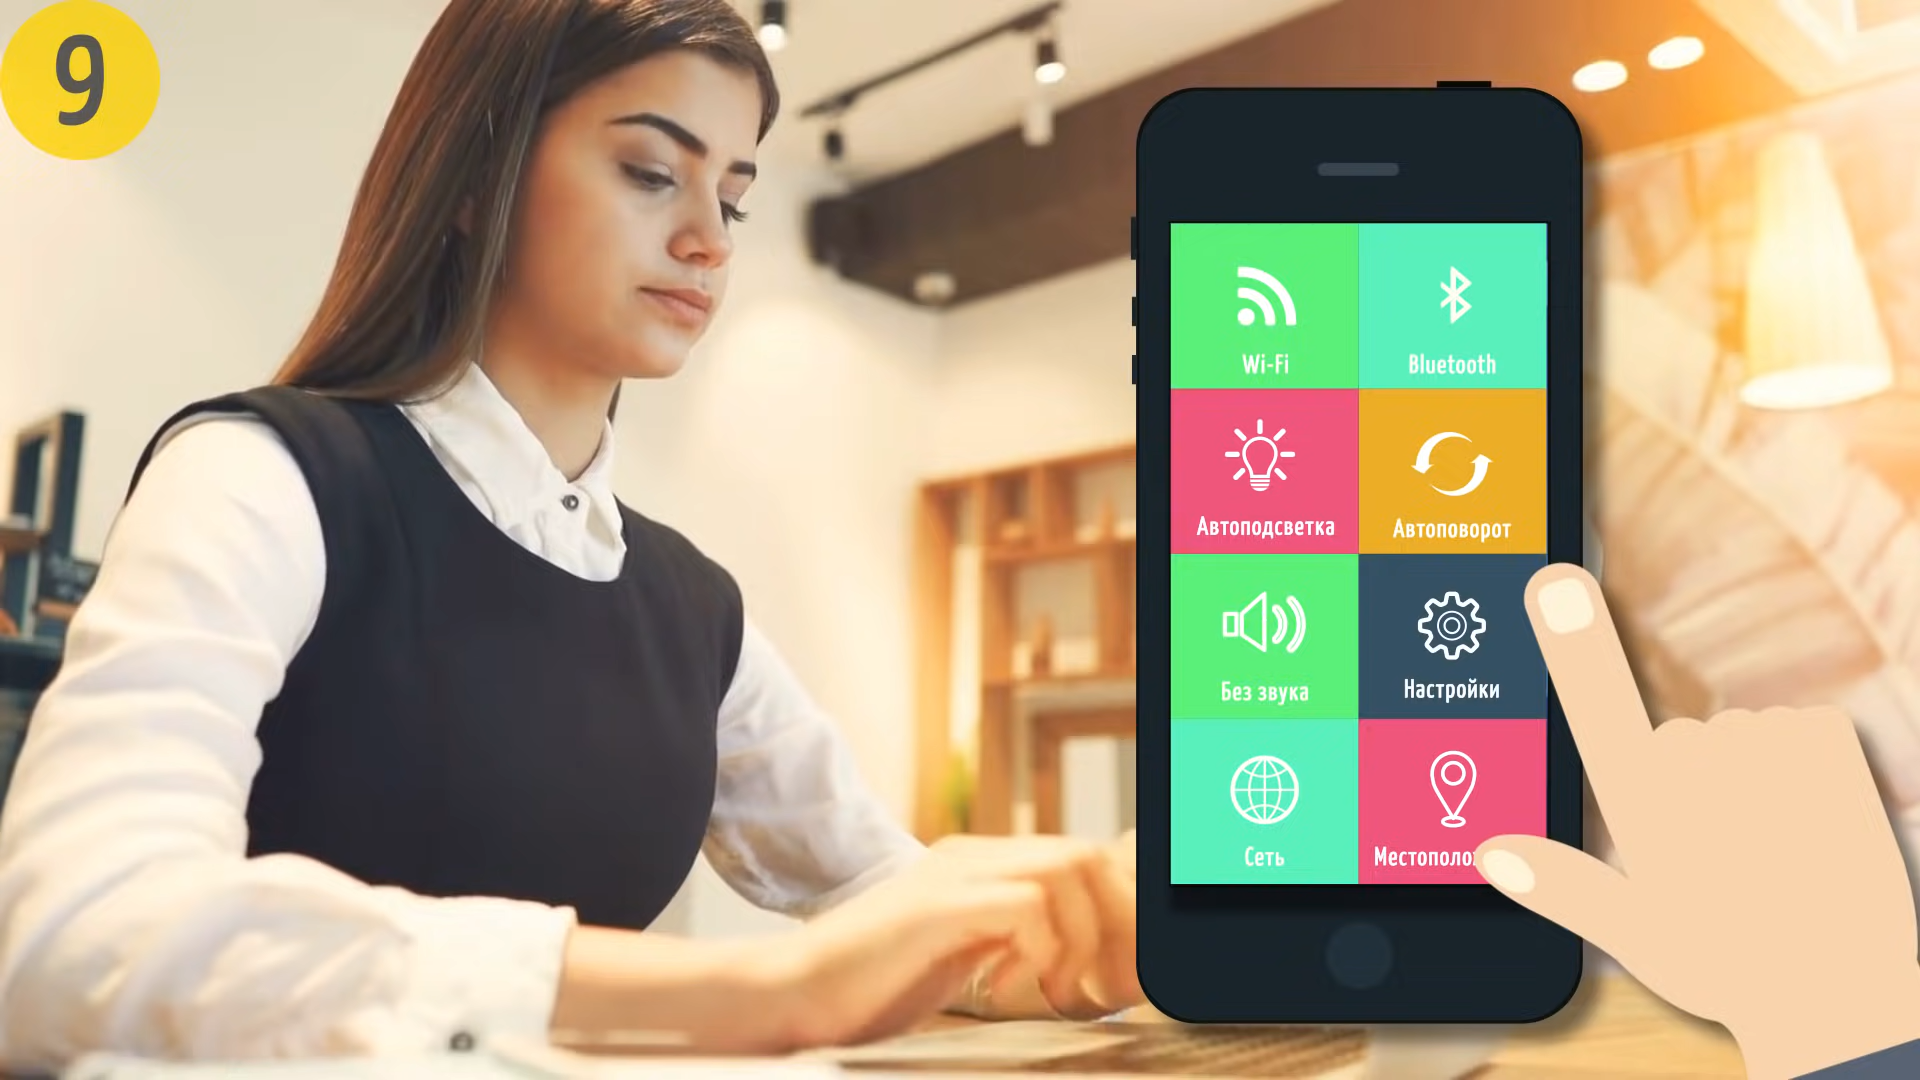 9
Wi-Fi
Bluetooth
Автоподсветка
Автоповорот
Без звука
Настройки
Сеть